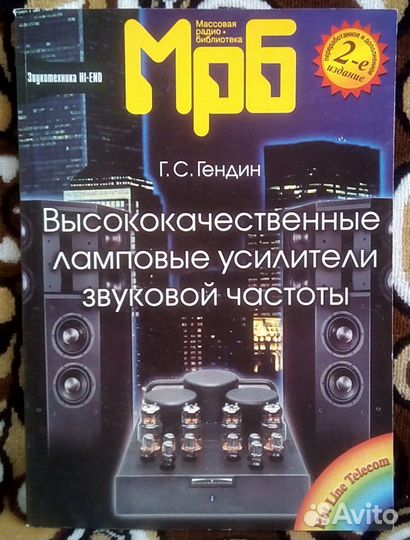 Массовая
радио•
библиотека
Звукотехника HI-END
МРБ
переработанное и дополненное
2-е
издание
Г. С. Гендин
Высококачественные
ламповые усилители
звуковой частоты
Line Telecom
Avito